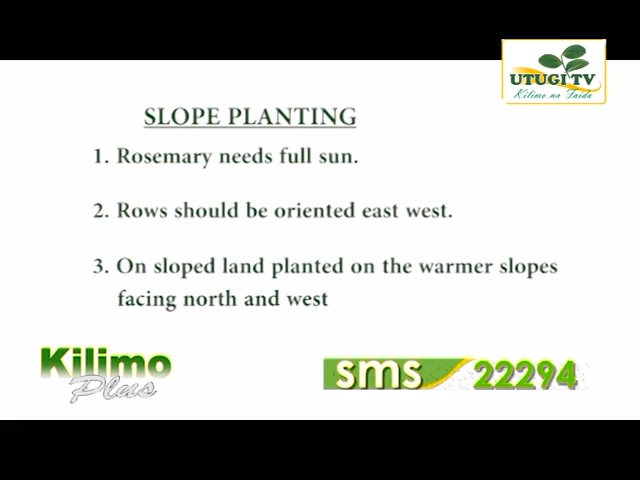 UTUGI TV
Kilimo na Faida
SLOPE PLANTING
1. Rosemary needs full sun.
2. Rows should be oriented east west.
3. On sloped land planted on the warmer slopes
facing north and west
Kilimo
Plus
sms 22294